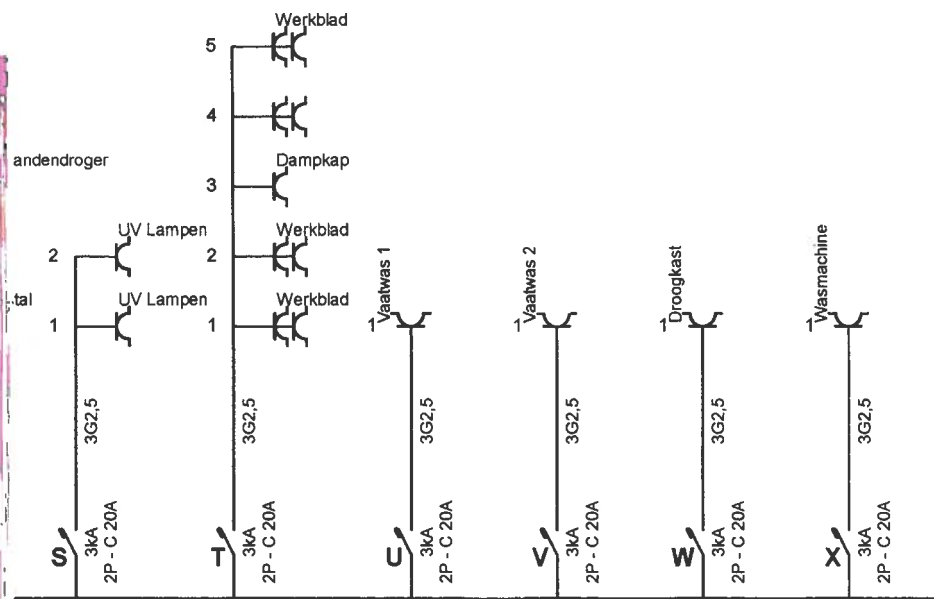 Werkblad
5
4
andendroger
Dampkap
3
UV Lampen
Werkblad
2
2
Vaatwas 1
Vaatwas 2
Droogkast
Wasmachine
tal
UV Lampen
Werkblad
1
1
1
1
1
1
3G2,5
3G2,5
3G2,5
3G2,5
3G2,5
3G2,5
S
3kA
2P - C 20A
T
3kA
2P - C 20A
U
3kA
2P - C 20A
V
3kA
2P - C 20A
W
3kA
2P - C 20A
X
3kA
2P - C 20A